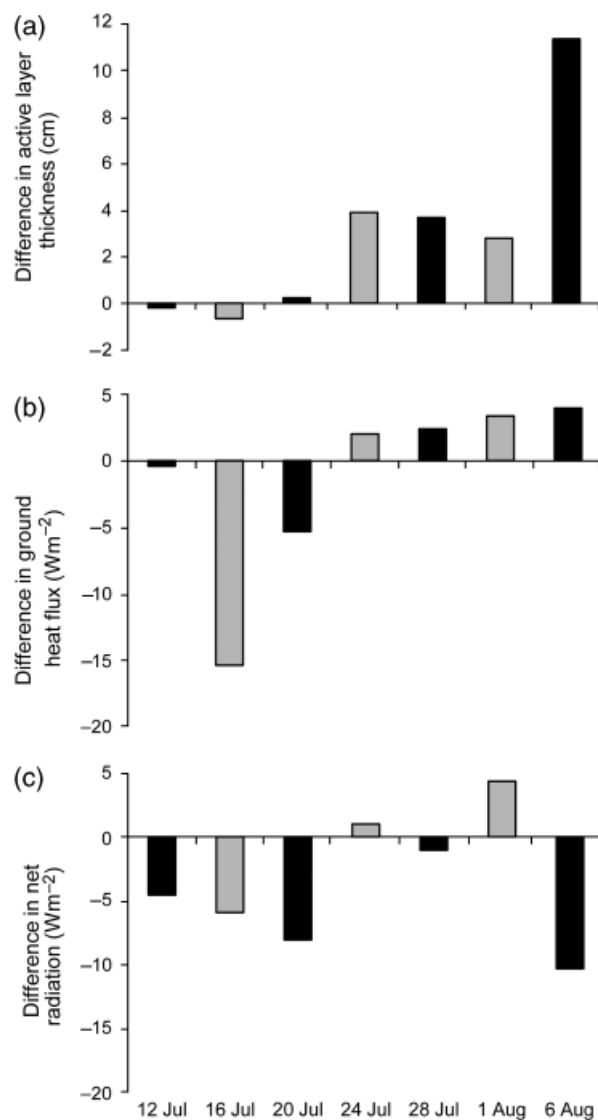 (a)
Difference in active layer
thickness (cm)
12
10
8
6
4
2
0
–2
(b)
Difference in ground
heat flux (Wm–2)
5
0
–5
–10
–15
–20
(c)
Difference in net
radiation (Wm–2)
5
0
–5
–10
–15
–20
12 Jul 16 Jul 20 Jul 24 Jul 28 Jul 1 Aug 6 Aug